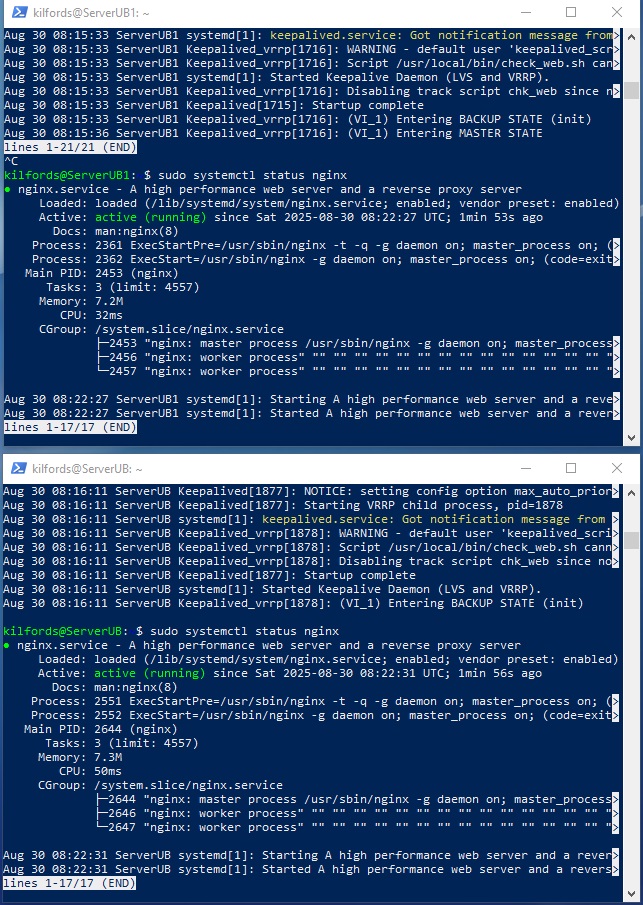 kilfords@ServerUB1: ~
Aug 30 08:15:33 ServerUB1 systemd[1]: keepalived.service: Got notification message from>
Aug 30 08:15:33 ServerUB1 Keepalived_vrrp[1716]: WARNING - default user 'keepalived_scr>
Aug 30 08:15:33 ServerUB1 Keepalived_vrrp[1716]: Script /usr/local/bin/check_web.sh can>
Aug 30 08:15:33 ServerUB1 systemd[1]: Started Keepalive Daemon (LVS and VRRP).
Aug 30 08:15:33 ServerUB1 Keepalived_vrrp[1716]: Disabling track script chk_web since n>
Aug 30 08:15:33 ServerUB1 Keepalived[1715]: Startup complete
Aug 30 08:15:33 ServerUB1 Keepalived_vrrp[1716]: (VI_1) Entering BACKUP STATE (init)
Aug 30 08:15:36 ServerUB1 Keepalived_vrrp[1716]: (VI_1) Entering MASTER STATE
lines 1-21/21 (END)
^C
kilfords@ServerUB1: $ sudo systemctl status nginx
● nginx.service - A high performance web server and a reverse proxy server
Loaded: loaded (/lib/systemd/system/nginx.service; enabled; vendor preset: enabled)
Active: active (running) since Sat 2025-08-30 08:22:27 UTC; 1min 53s ago
Docs: man:nginx(8)
Process: 2361 ExecStartPre=/usr/sbin/nginx -t -q -g daemon on; master_process on; (>
Process: 2362 ExecStart=/usr/sbin/nginx -g daemon on; master_process on; (code=exit>
Main PID: 2453 (nginx)
Tasks: 3 (limit: 4557)
Memory: 7.2M
CPU: 32ms
CGroup: /system.slice/nginx.service
├─2453 "nginx: master process /usr/sbin/nginx -g daemon on; master_process>
├─2456 "nginx: worker process" "" "" "" "" "" "" "" "" "" "" "" "" "" "" ">
└─2457 "nginx: worker process" "" "" "" "" "" "" "" "" "" "" "" "" "" "" ">
Aug 30 08:22:27 ServerUB1 systemd[1]: Starting A high performance web server and a reve>
Aug 30 08:22:27 ServerUB1 systemd[1]: Started A high performance web server and a rever>
lines 1-17/17 (END)
kilfords@ServerUB: ~
Aug 30 08:16:11 ServerUB Keepalived[1877]: NOTICE: setting config option max_auto_prior>
Aug 30 08:16:11 ServerUB Keepalived[1877]: Starting VRRP child process, pid=1878
Aug 30 08:16:11 ServerUB systemd[1]: keepalived.service: Got notification message from >
Aug 30 08:16:11 ServerUB Keepalived_vrrp[1878]: WARNING - default user 'keepalived_scri>
Aug 30 08:16:11 ServerUB Keepalived_vrrp[1878]: Script /usr/local/bin/check_web.sh cann>
Aug 30 08:16:11 ServerUB Keepalived_vrrp[1878]: Disabling track script chk_web since no>
Aug 30 08:16:11 ServerUB Keepalived[1877]: Startup complete
Aug 30 08:16:11 ServerUB systemd[1]: Started Keepalive Daemon (LVS and VRRP).
Aug 30 08:16:11 ServerUB Keepalived_vrrp[1878]: (VI_1) Entering BACKUP STATE (init)
kilfords@ServerUB: $ sudo systemctl status nginx
● nginx.service - A high performance web server and a reverse proxy server
Loaded: loaded (/lib/systemd/system/nginx.service; enabled; vendor preset: enabled)
Active: active (running) since Sat 2025-08-30 08:22:31 UTC; 1min 56s ago
Docs: man:nginx(8)
Process: 2551 ExecStartPre=/usr/sbin/nginx -t -q -g daemon on; master_process on; (>
Process: 2552 ExecStart=/usr/sbin/nginx -g daemon on; master_process on; (code=exit>
Main PID: 2644 (nginx)
Tasks: 3 (limit: 4557)
Memory: 7.3M
CPU: 50ms
CGroup: /system.slice/nginx.service
├─2644 "nginx: master process /usr/sbin/nginx -g daemon on; master_process>
├─2646 "nginx: worker process" "" "" "" "" "" "" "" "" "" "" "" "" "" "" ">
└─2647 "nginx: worker process" "" "" "" "" "" "" "" "" "" "" "" "" "" "" ">
Aug 30 08:22:31 ServerUB systemd[1]: Starting A high performance web server and a rever>
Aug 30 08:22:31 ServerUB systemd[1]: Started A high performance web server and a revers>
lines 1-17/17 (END)